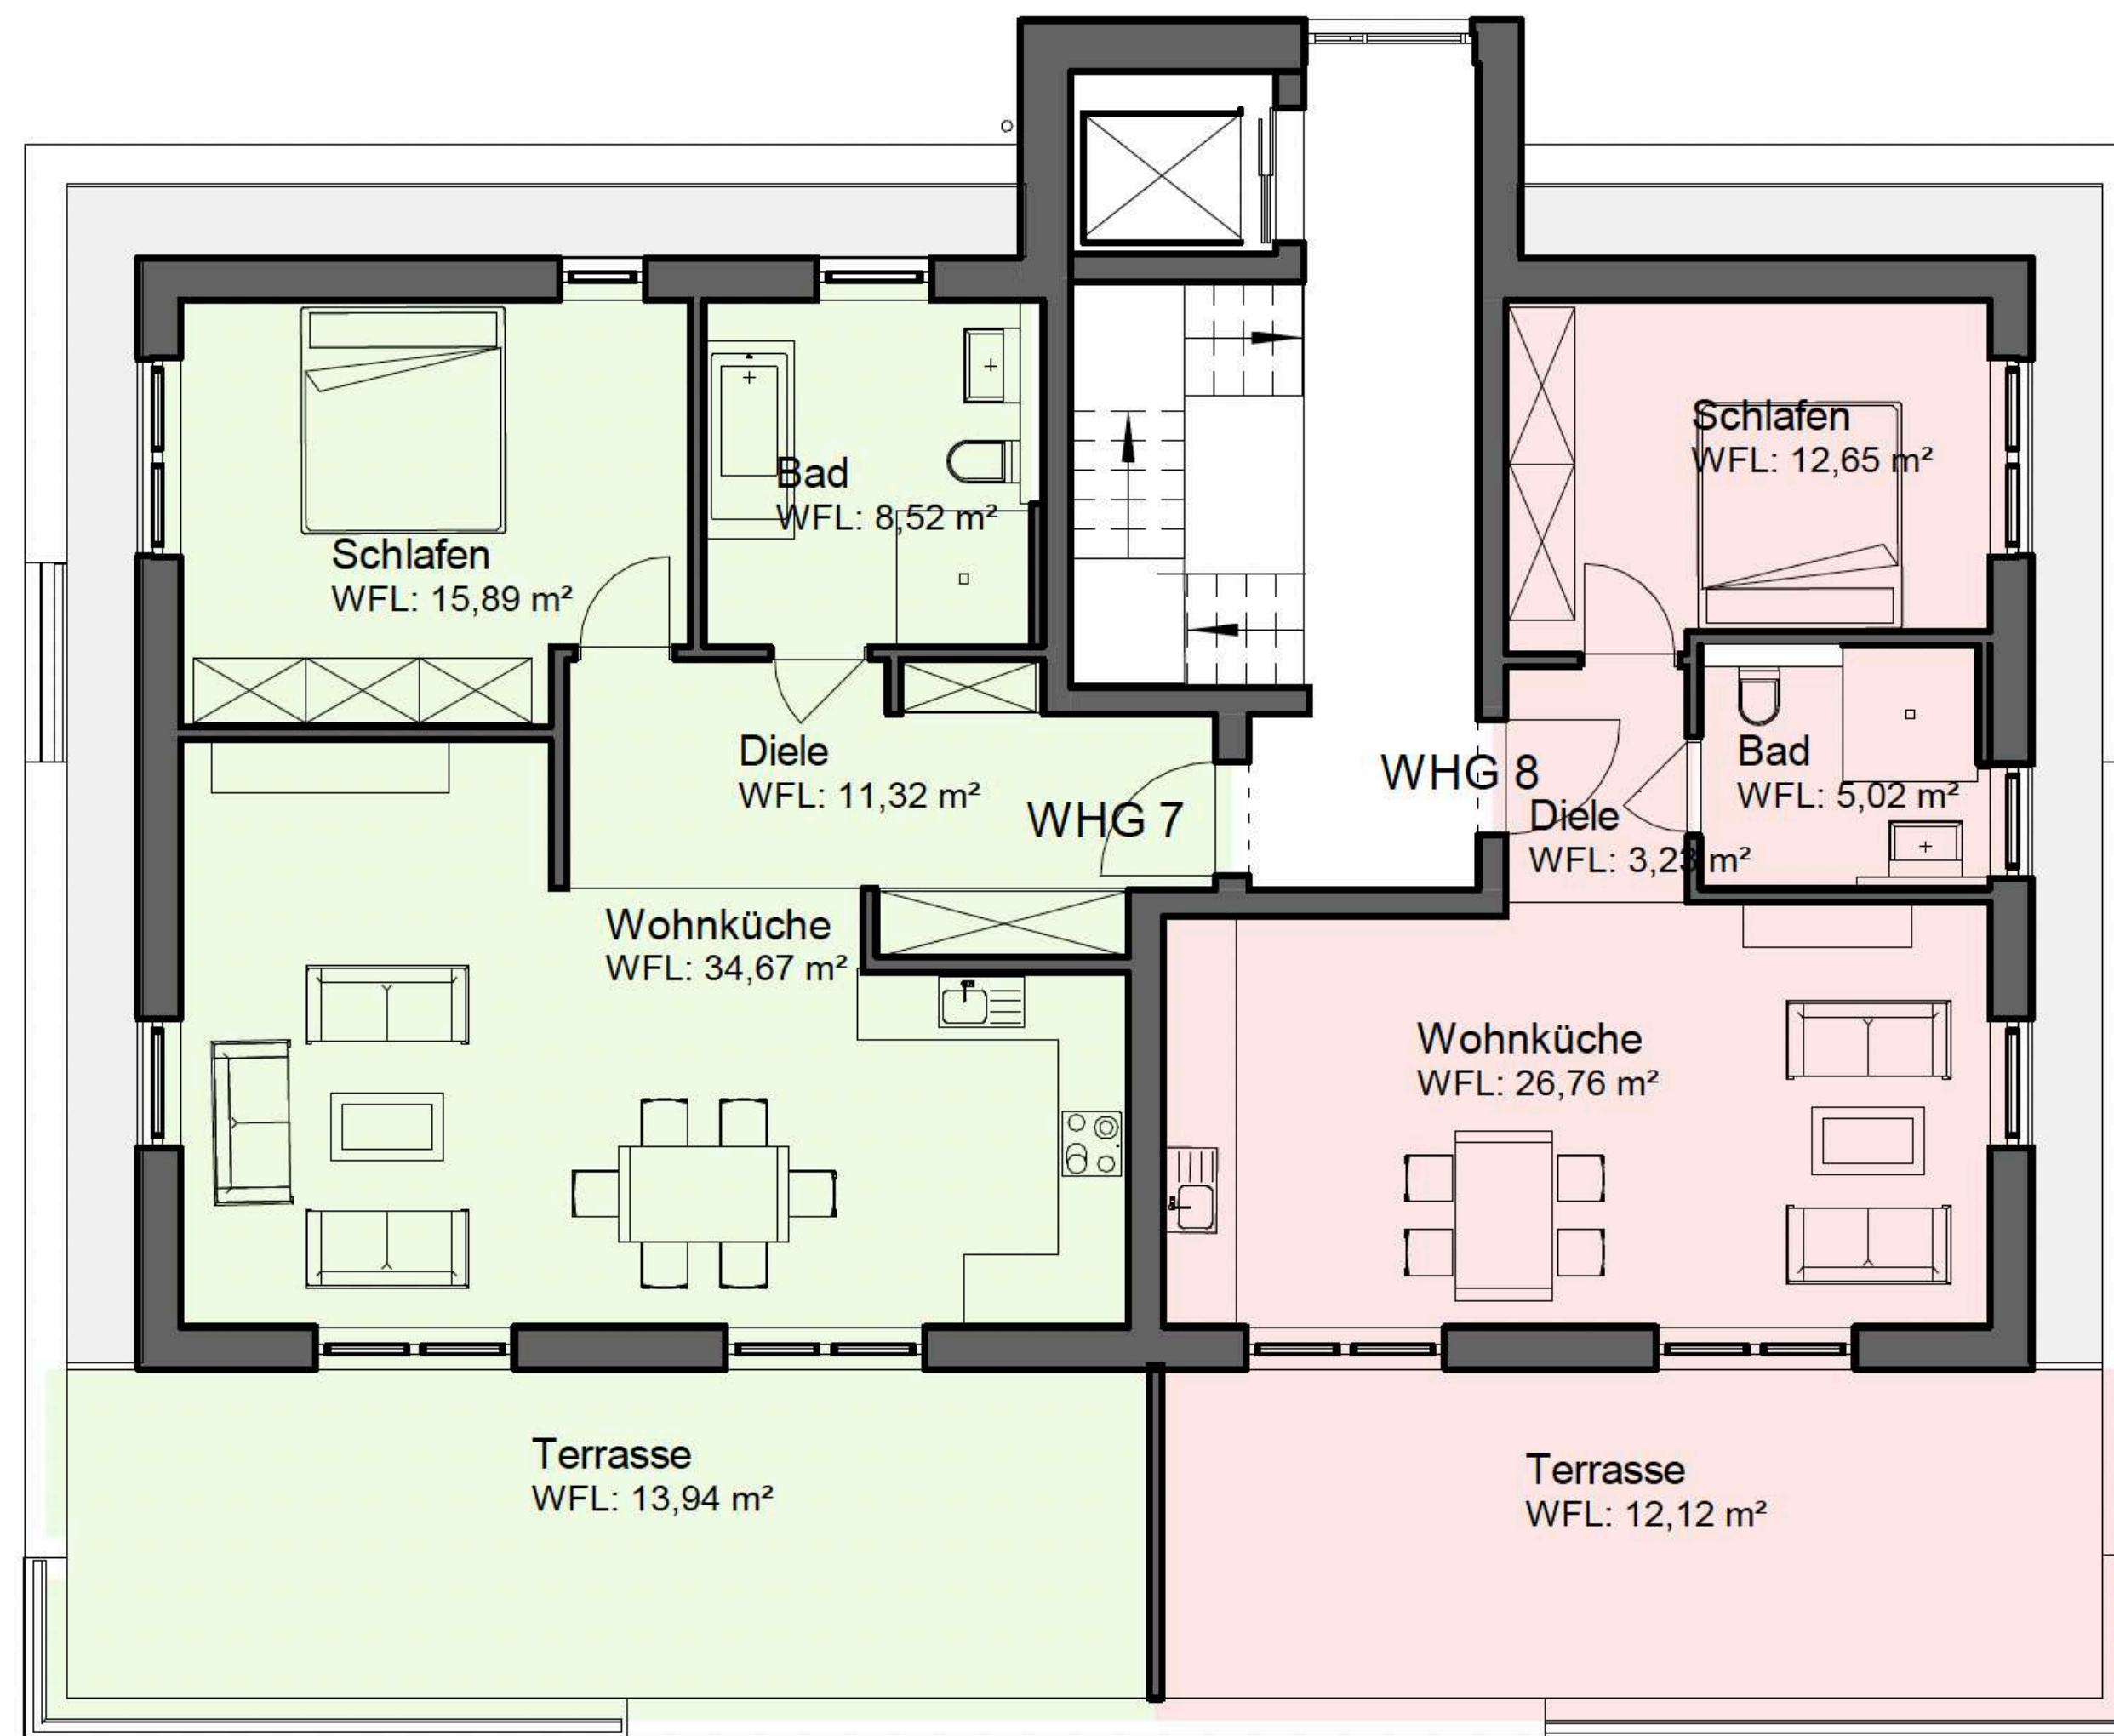 Schlafen
WFL: 15,89 m²
Bad
WFL: 8,52 m²
Schlafen
WFL: 12,65 m²
Diele
WFL: 11,32 m²
WHG 7
WHG 8
Diele
WFL: 3,23 m²
Bad
WFL: 5,02 m²
Wohnküche
WFL: 34,67 m²
Wohnküche
WFL: 26,76 m²
Terrasse
WFL: 13,94 m²
Terrasse
WFL: 12,12 m²